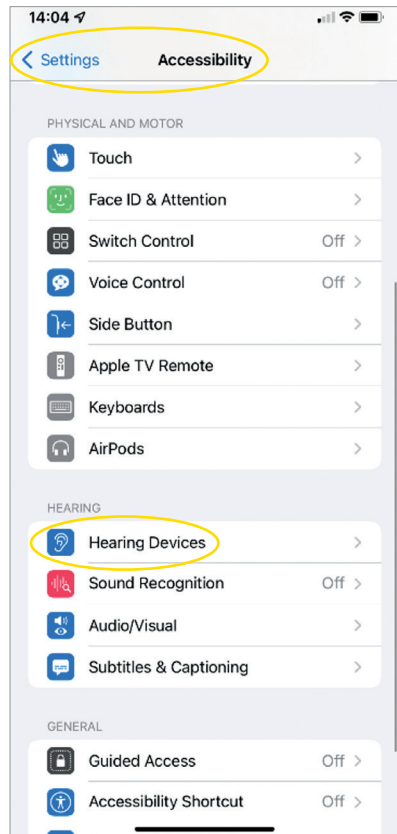 14:04
Settings Accessibility
PHYSICAL AND MOTOR
Touch
Face ID & Attention
Switch Control Off
Voice Control Off
Side Button
Apple TV Remote
Keyboards
AirPods
HEARING
Hearing Devices
Sound Recognition Off
Audio/Visual
Subtitles & Captioning
GENERAL
Guided Access Off
Accessibility Shortcut Off